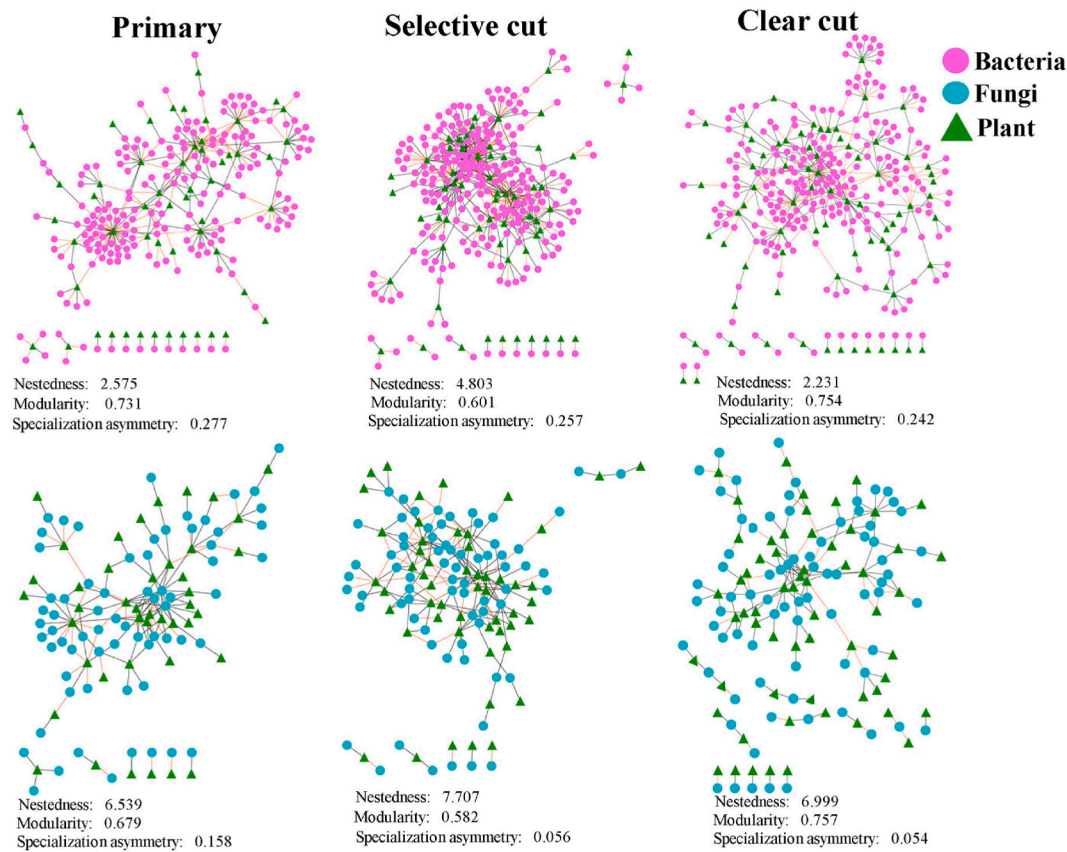 Primary
Selective cut
Clear cut
Bacteria
Fungi
Plant
Nestedness: 2.575
Modularity: 0.731
Specialization asymmetry: 0.277
Nestedness: 4.803
Modularity: 0.601
Specialization asymmetry: 0.257
Nestedness: 2.231
Modularity: 0.754
Specialization asymmetry: 0.242
Nestedness: 6.539
Modularity: 0.679
Specialization asymmetry: 0.158
Nestedness: 7.707
Modularity: 0.582
Specialization asymmetry: 0.056
Nestedness: 6.999
Modularity: 0.757
Specialization asymmetry: 0.054